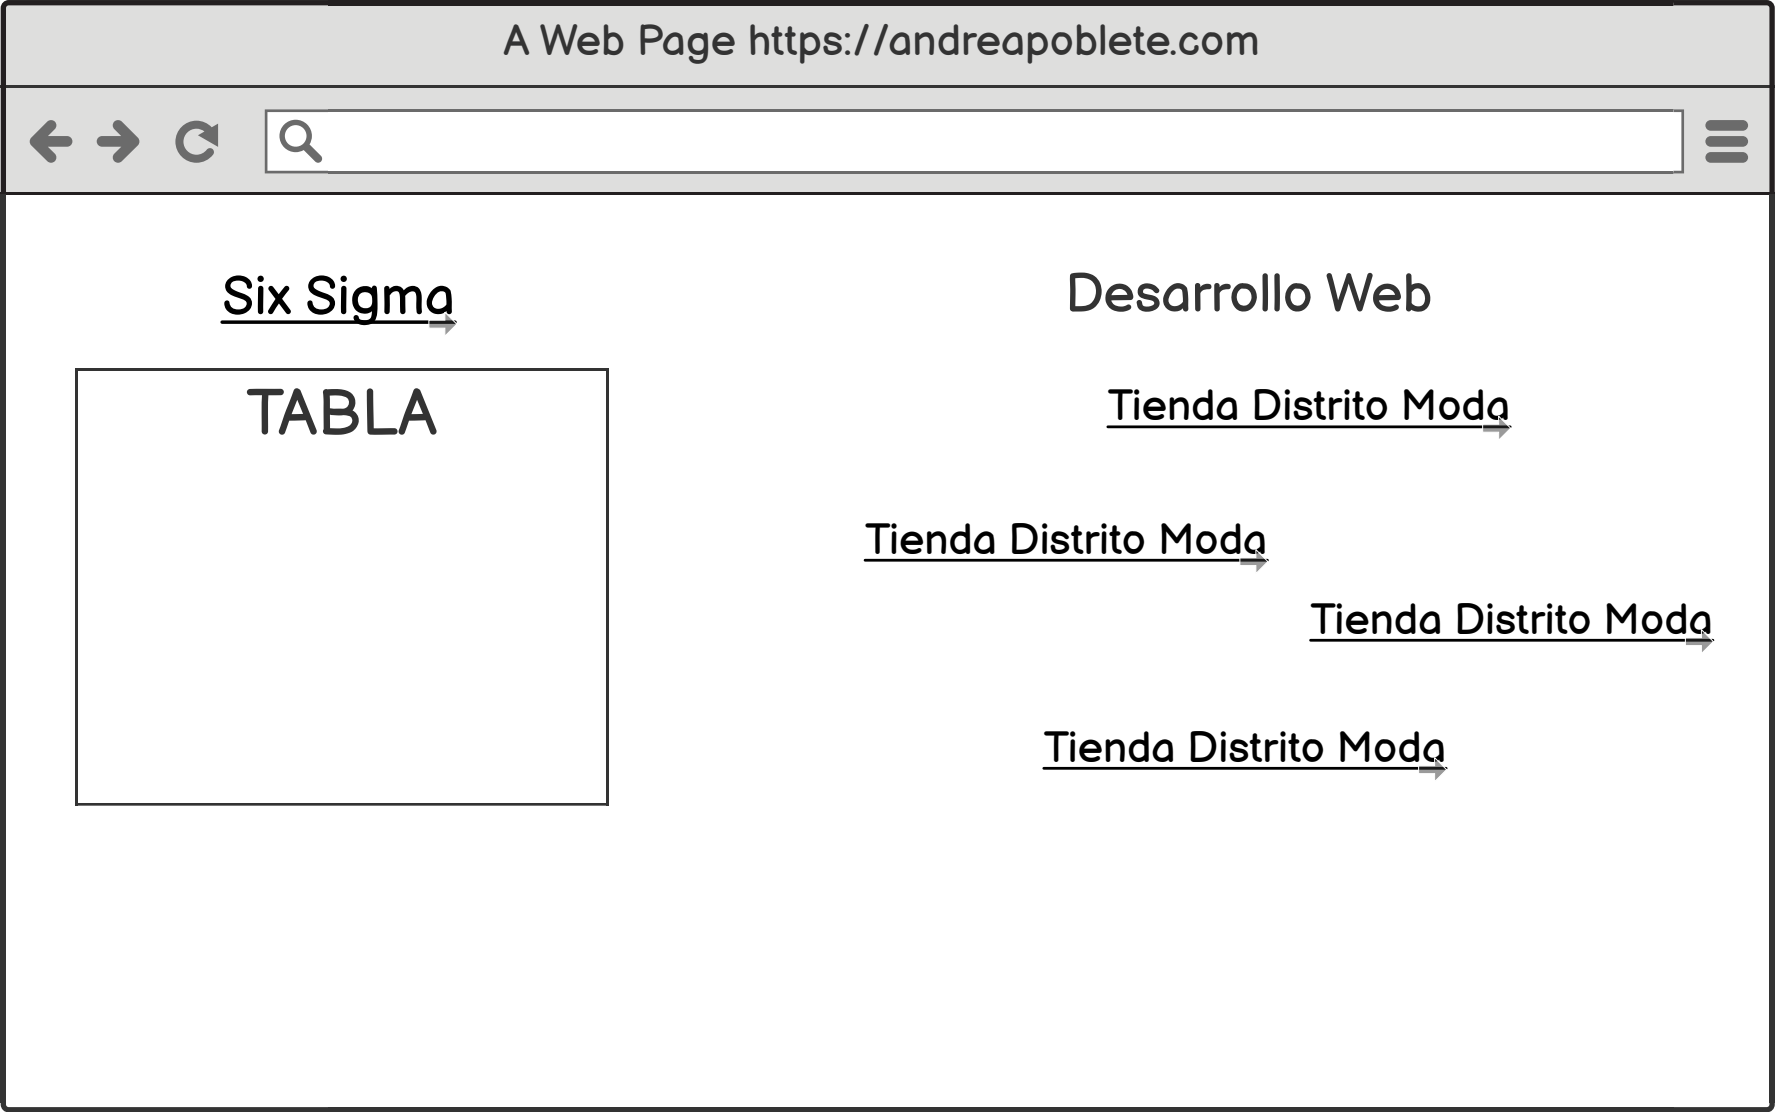 A Web Page https://andreapoblete.com
Six Sigma
TABLA
Desarrollo Web
Tienda Distrito Moda
Tienda Distrito Moda
Tienda Distrito Moda
Tienda Distrito Moda